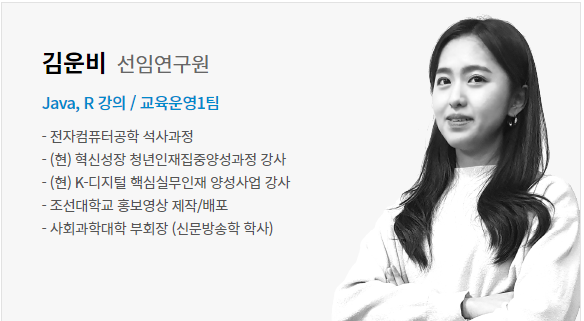 김운비 선임연구원
Java, R 강의 / 교육운영1팀
- 전자컴퓨터공학 석사과정
- (현) 혁신성장 청년인재집중양성과정 강사
- (현) K-디지털 핵심실무인재 양성사업 강사
- 조선대학교 홍보영상 제작/배포
- 사회과학대학 부회장 (신문방송학 학사)